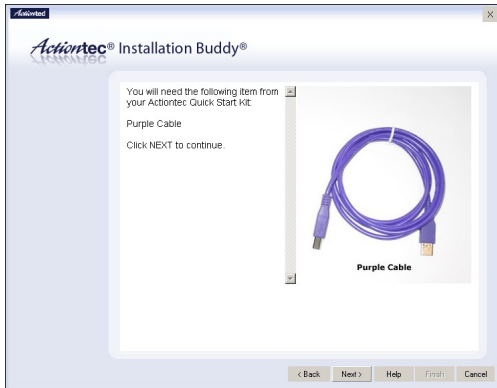 Actiontec
X
Actiontec® Installation Buddy®
You will need the following item from
your Actiontec Quick Start Kit:
Purple Cable
Click NEXT to continue.
Purple Cable
< Back Next > Help Finish Cancel